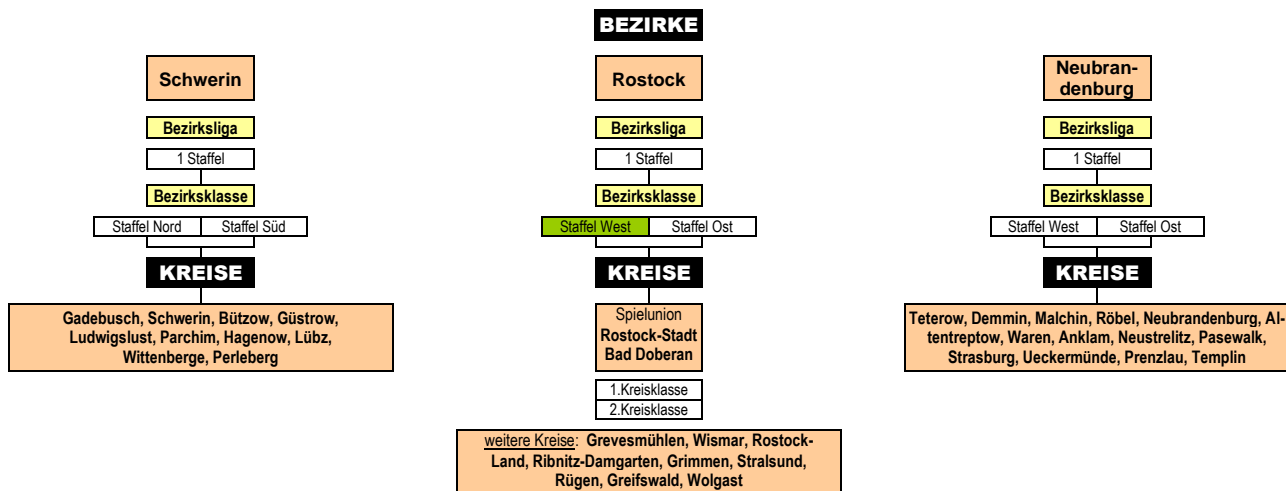 BEZIRKE
Schwerin
Bezirksliga
1 Staffel
Bezirksklasse
Staffel Nord
Staffel Süd
KREISE
Gadebusch, Schwerin, Bützow, Güstrow,
Ludwigslust, Parchim, Hagenow, Lübz,
Wittenberge, Perleberg
Rostock
Bezirksliga
1 Staffel
Bezirksklasse
Staffel West
Staffel Ost
KREISE
Spielunion
Rostock-Stadt
Bad Doberan
1.Kreisklasse
2.Kreisklasse
weitere Kreise: Grevesmühlen, Wismar, Rostock-
Land, Ribnitz-Damgarten, Grimmen, Stralsund,
Rügen, Greifswald, Wolgast
Neubran-
denburg
Bezirksliga
1 Staffel
Bezirksklasse
Staffel West
Staffel Ost
KREISE
Teterow, Demmin, Malchin, Röbel, Neubrandenburg, Al-
tentreptow, Waren, Anklam, Neustrelitz, Pasewalk,
Strasburg, Ueckermünde, Prenzlau, Templin